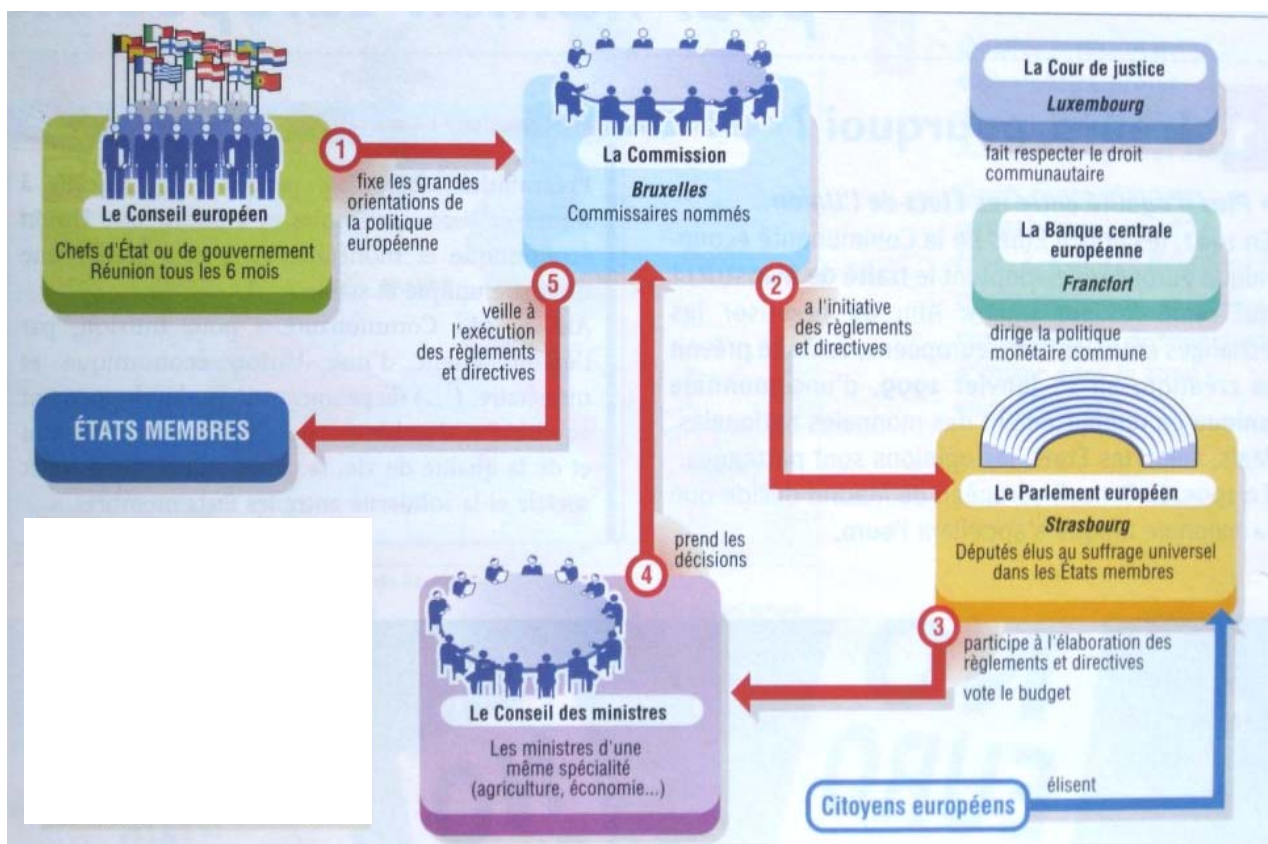 Le Conseil européen
Chefs d'État ou de gouvernement
Réunion tous les 6 mois
1
fixe les grandes
orientations de
la politique
européenne
La Commission
Bruxelles
Commissaires nommés
La Cour de justice
Luxembourg
fait respecter le droit
communautaire
La Banque centrale
européenne
Francfort
dirige la politique
monétaire commune
5
veille à
l'exécution
des règlements
et directives
2
a l'initiative
des règlements
et directives
ÉTATS MEMBRES
Le Parlement européen
Strasbourg
Députés élus au suffrage universel
dans les États membres
4
prend les
décisions
3
participe à l'élaboration des
règlements et directives
vote le budget
Le Conseil des ministres
Les ministres d'une
même spécialité
(agriculture, économie...)
Citoyens européens
élisent